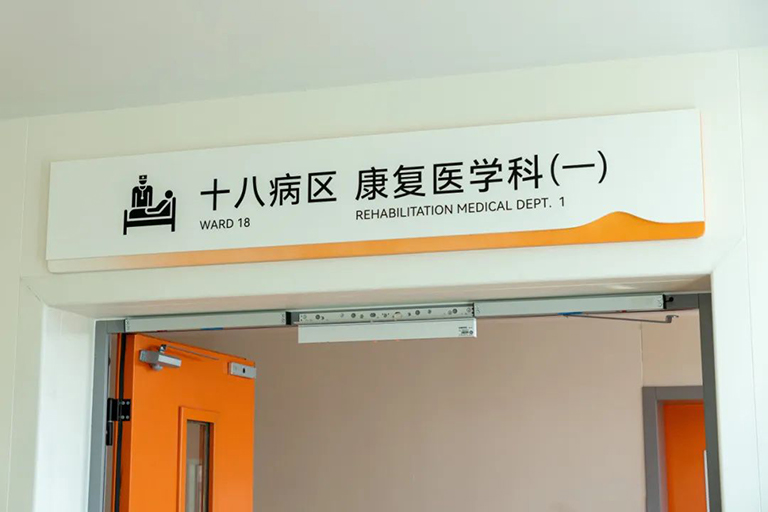 十八病区 康复医学科(一)
WARD 18 REHABILITATION MEDICAL DEPT. 1